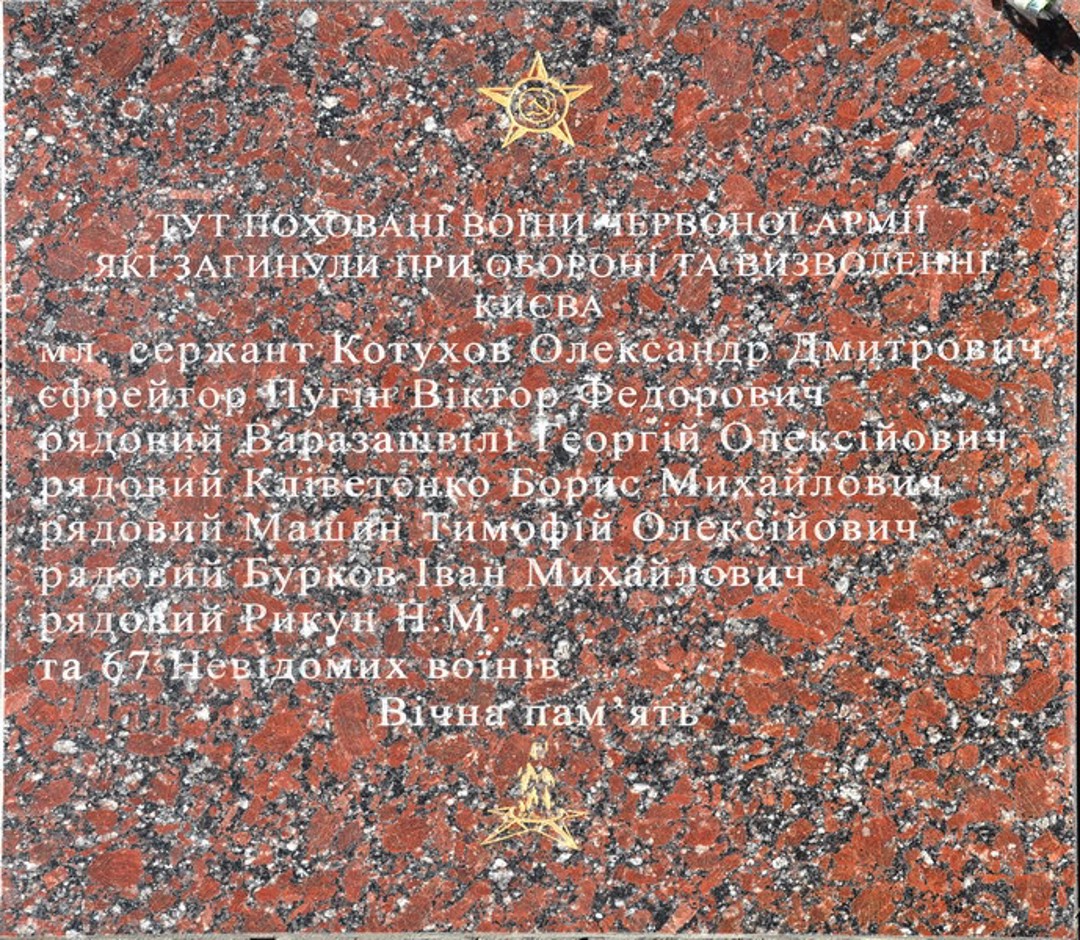 ТУТ ПОХОВАНІ ВОЇНИ ЧЕРВОНОЇ АРМІЇ
ЯКІ ЗАГИНУЛИ ПРИ ОБОРОНІ ТА ВИЗВОЛЕННІ
КИЄВА
мл. сержант Котухов Олександр Дмитрович
єфрейтор Пугін Віктор Федорович
рядовий Варазашвілі Георгій Олексійович
рядовий Кліветенко Борис Михайлович
рядовий Машин Тимофій Олексійович
рядовий Бурков Іван Михайлович
рядовий Рикун Н.М.
та 67 Невідомих воїнів
Вічна пам’ять